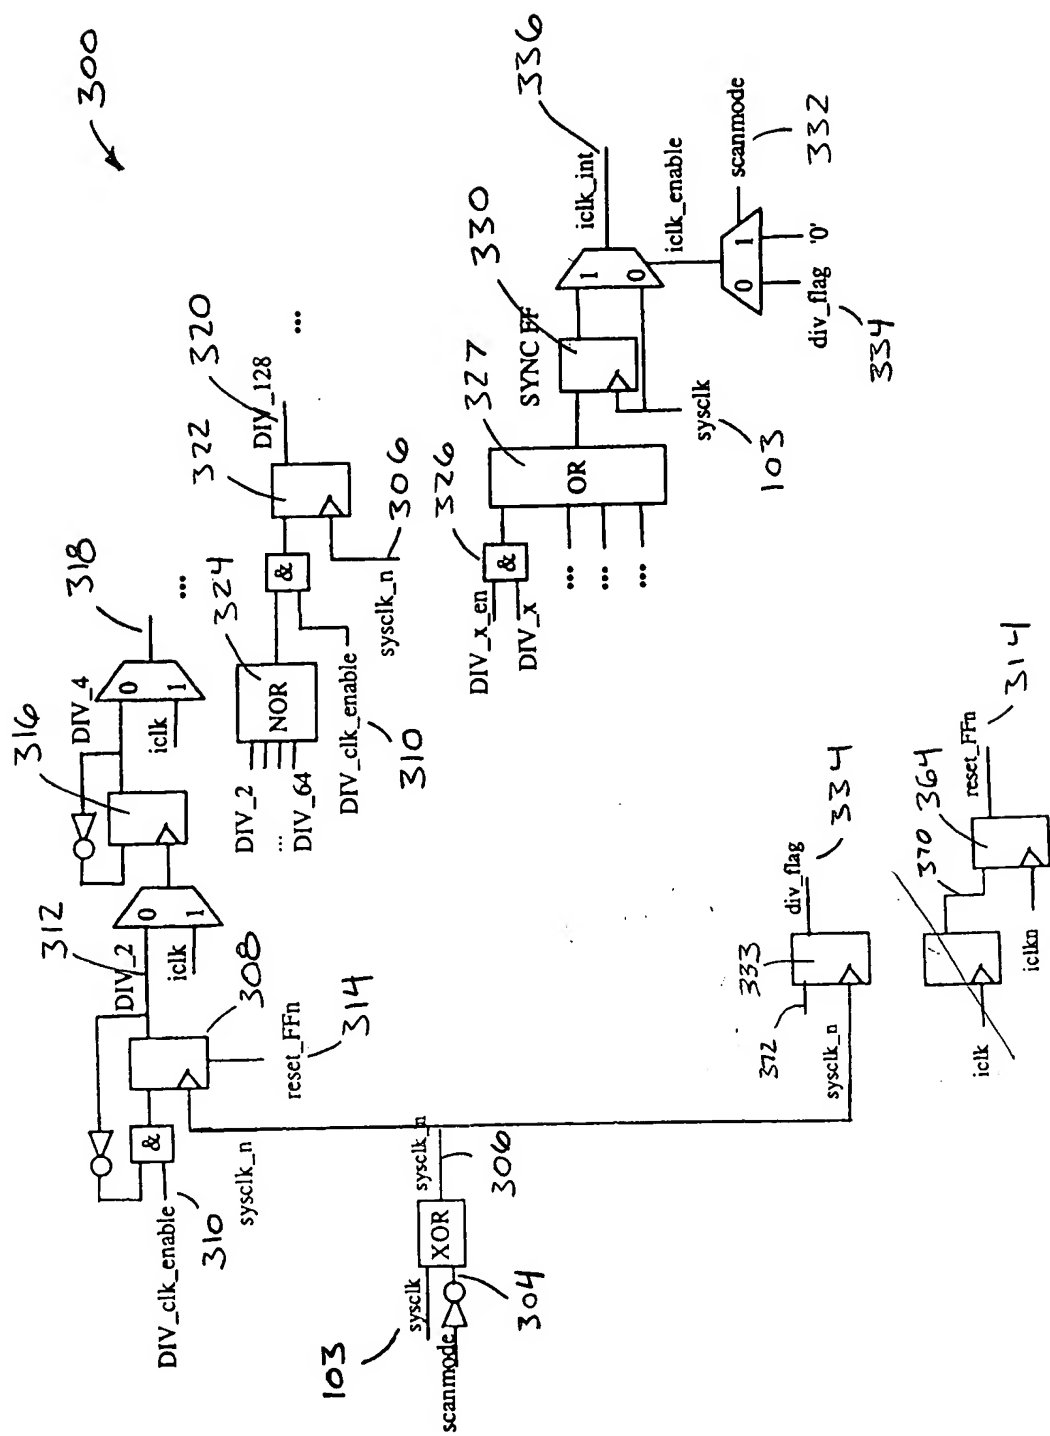 300
312
DIV_2
0
1
iclk
308
reset_FFn
314
&
DIV_clk_enable
310
sysclk_n
316
DIV_4
0
1
iclk
318
...
324
NOR
DIV_2
...
DIV_64
DIV_clk_enable
310
&
322
DIV_128
320
...
sysclk_n
306
326
DIV_x_en
DIV_x
&
...
...
...
327
OR
SYNC FF
330
sysclk
103
1
0
iclk_int
336
iclk_enable
0
1
scanmode
332
div_flag
334
'0'
103
sysclk
scanmode
304
XOR
sysclk_n
306
372
333
div_flag
334
sysclk_n
iclk
370
364
iclkn
reset_FFn
314